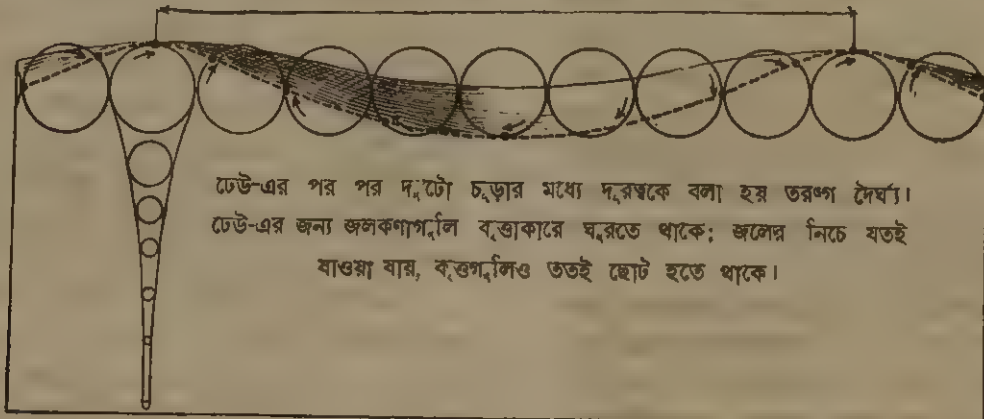 ঢেউ-এর পর পর দুটো চূড়ার মধ্যে দূরত্বকে বলা হয় তরঙ্গ দৈর্ঘ্য।
ঢেউ-এর জন্য জলকণাগুলি বৃত্তাকারে ঘুরতে থাকে; জলের নিচে যতই
যাওয়া যায়, বৃত্তগুলিও ততই ছোট হতে থাকে।